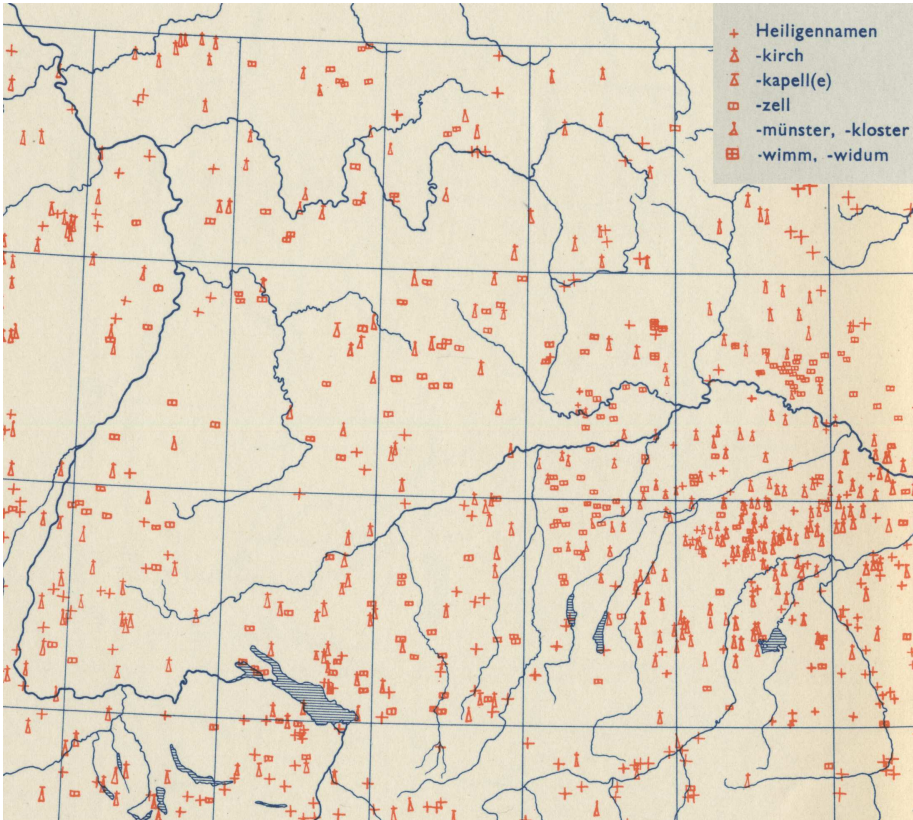 Heiligennamen
-kirch
-kapell(e)
-zell
-münster, -kloster
-wimm, -widum